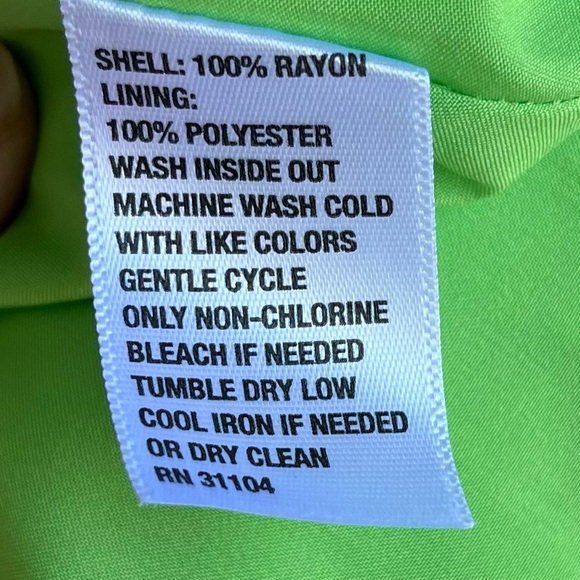 SHELL: 100% RAYON
LINING:
100% POLYESTER
WASH INSIDE OUT
MACHINE WASH COLD
WITH LIKE COLORS
GENTLE CYCLE
ONLY NON-CHLORINE
BLEACH IF NEEDED
TUMBLE DRY LOW
COOL IRON IF NEEDED
OR DRY CLEAN
RN 31104